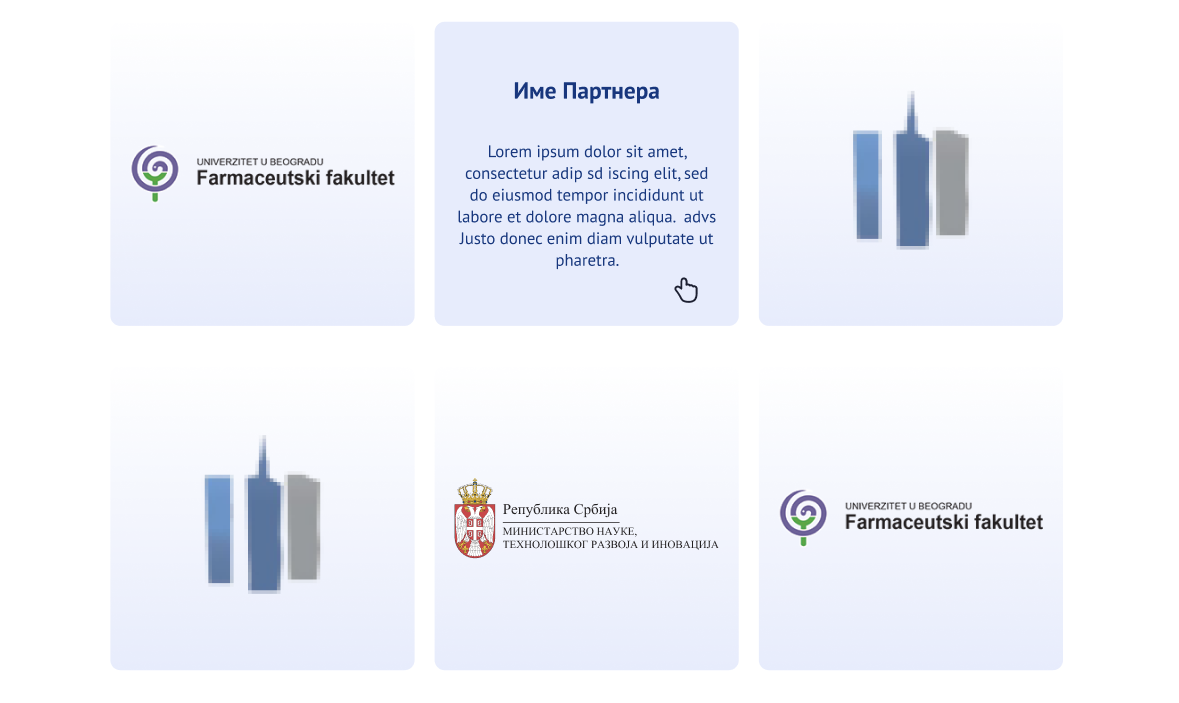 UNIVERZITET U BEOGRADU
Farmaceutski fakultet
Име Партнера
Lorem ipsum dolor sit amet,
consectetur adip sd iscing elit, sed
do eiusmod tempor incididunt ut
labore et dolore magna aliqua.  advs
Justo donec enim diam vulputate ut
pharetra.
Република Србија
МИНИСТАРСТВО НАУКЕ,
ТЕХНОЛОШКОГ РАЗВОЈА И ИНОВАЦИЈА
UNIVERZITET U BEOGRADU
Farmaceutski fakultet